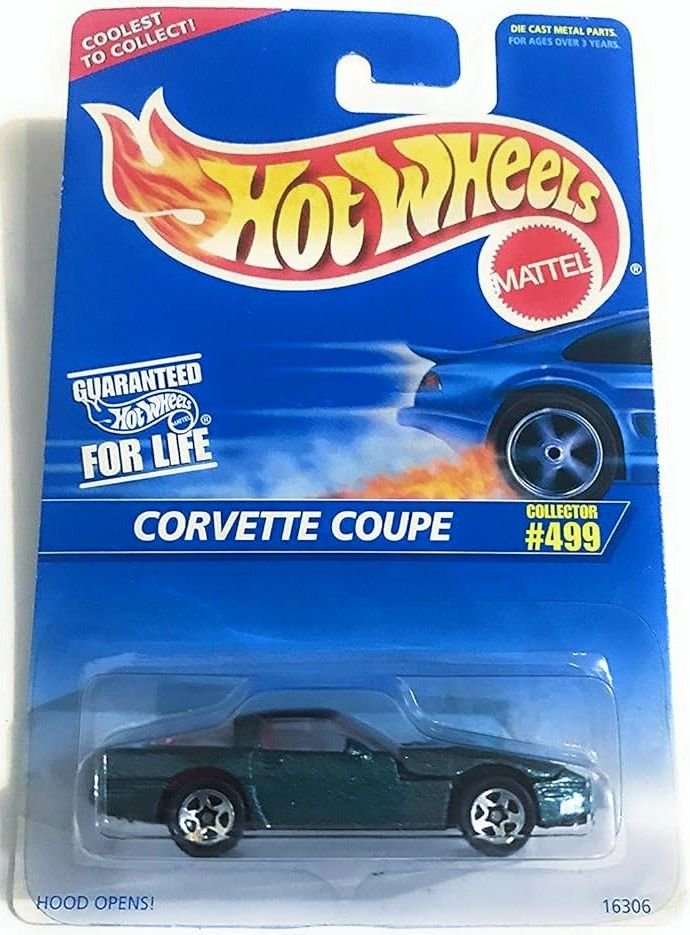 COOLEST
TO COLLECT!
DIE CAST METAL PARTS.
FOR AGES OVER 3 YEARS.
HOT WHEELS
MATTEL
®
GUARANTEED
HOT WHEELS
MATTEL
®
FOR LIFE
CORVETTE COUPE
COLLECTOR
#499
HOOD OPENS!
16306